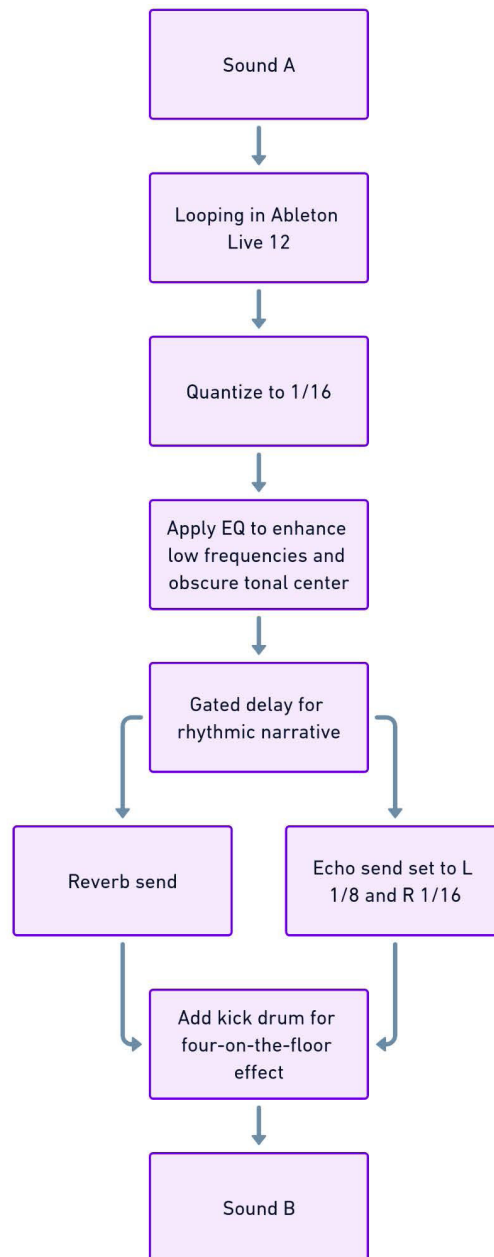 Sound A
Looping in Ableton
Live 12
Quantize to 1/16
Apply EQ to enhance
low frequencies and
obscure tonal center
Gated delay for
rhythmic narrative
Reverb send
Echo send set to L
1/8 and R 1/16
Add kick drum for
four-on-the-floor
effect
Sound B